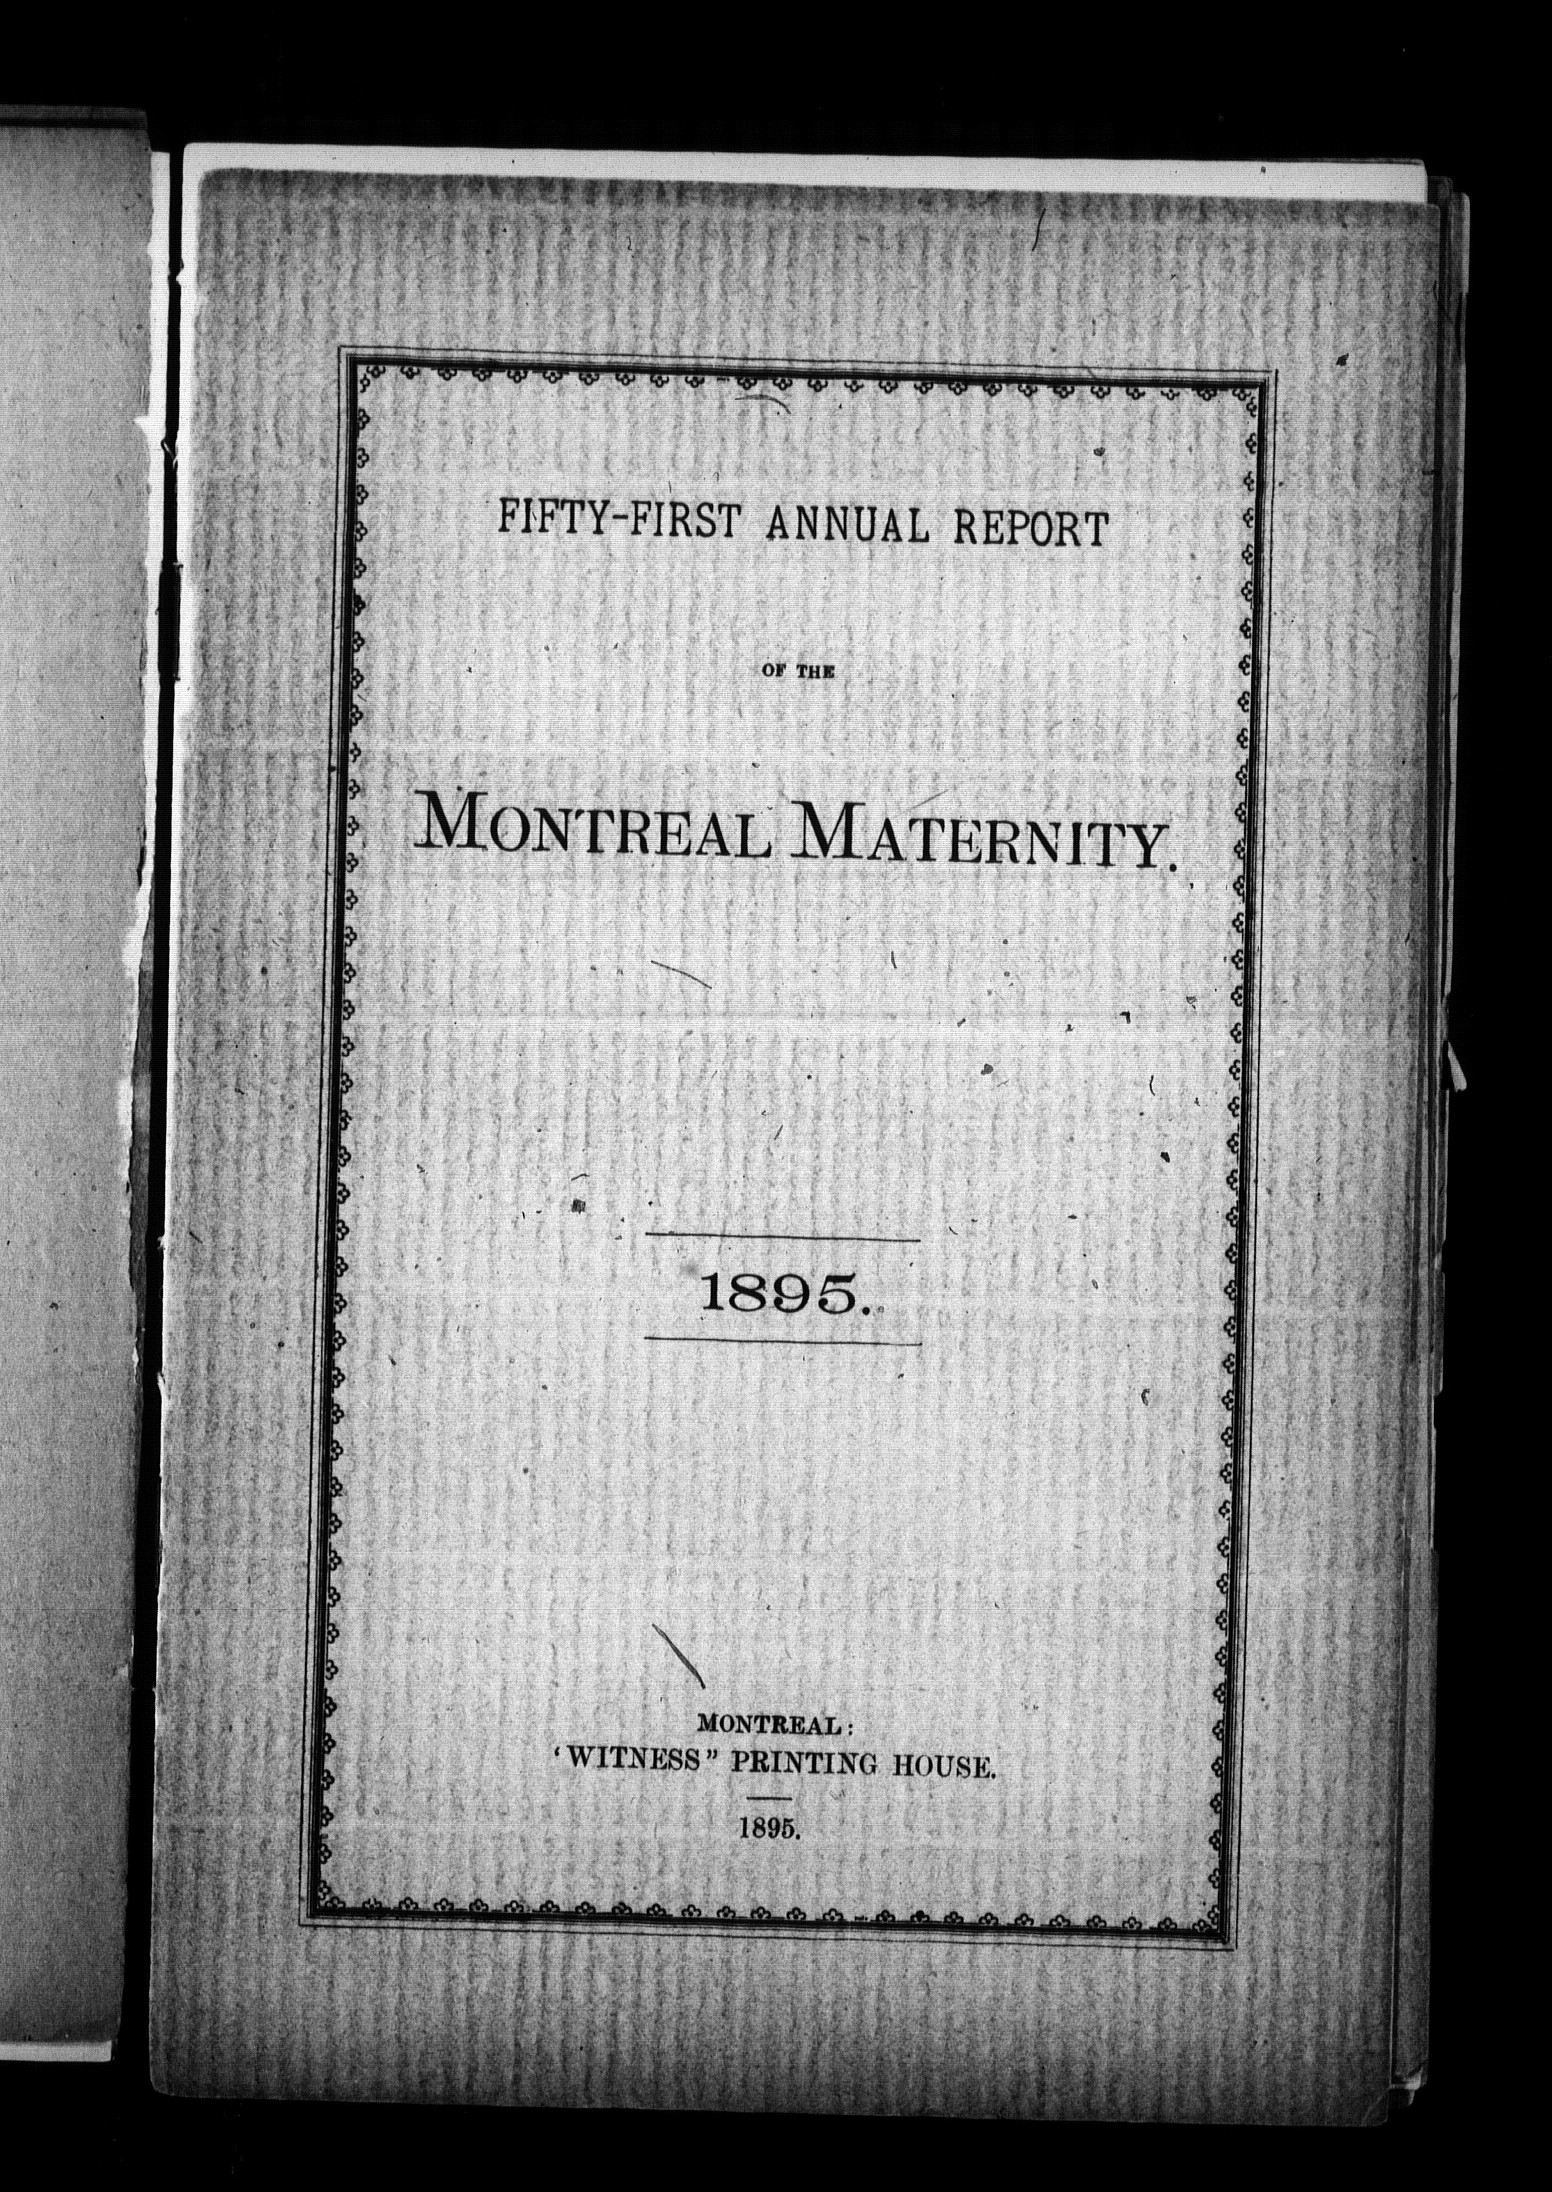 FIFTY-FIRST ANNUAL REPORT
OF THE
MONTREAL MATERNITY.
1895.
MONTREAL:
‘WITNESS” PRINTING HOUSE.
1895.